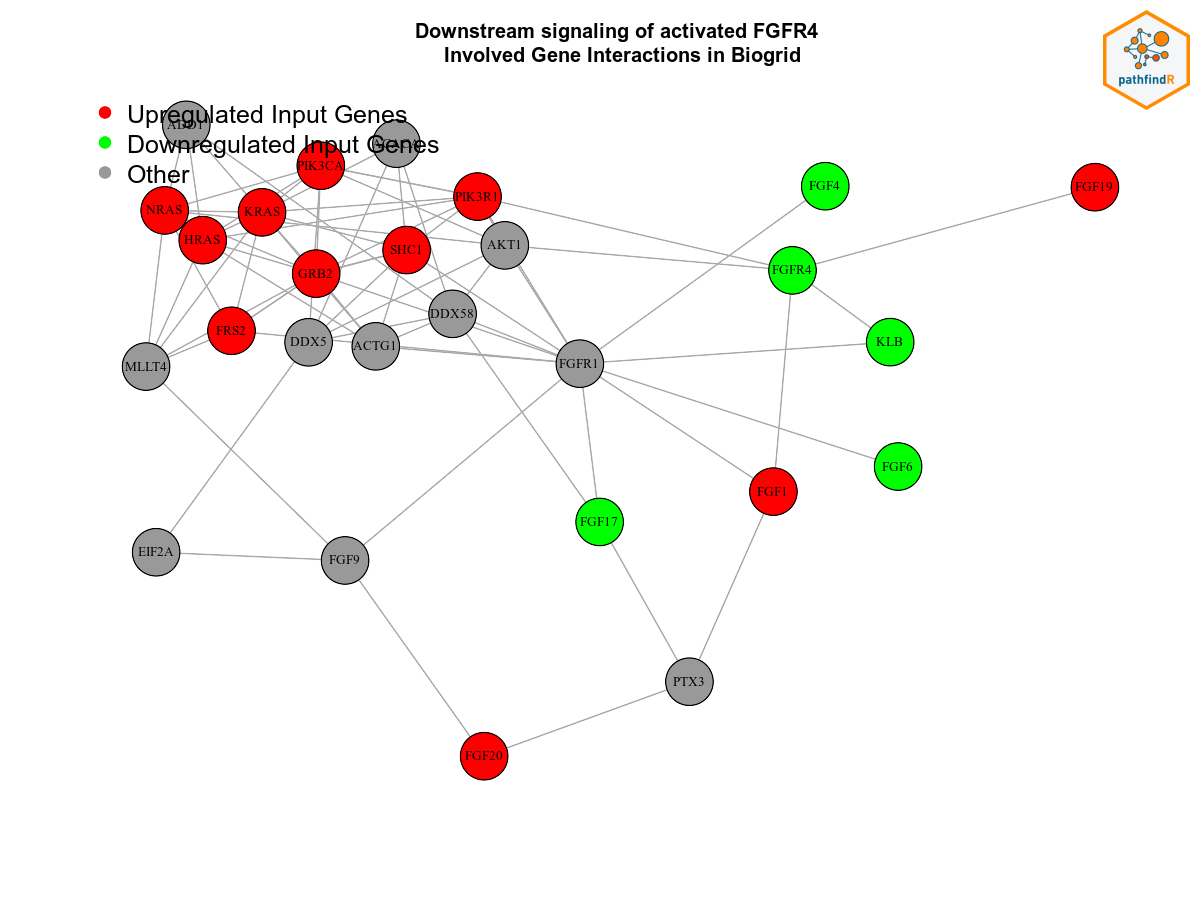 Downstream signaling of activated FGFR4
Involved Gene Interactions in Biogrid
pathfindR
Upregulated Input Genes
Downregulated Input Genes
Other
ADD1
PIK3CA
NRAS
KRAS
PIK3R1
HRAS
SHC1
AKT1
GRB2
FRS2
DDX5
ACTG1
DDX58
MLLT4
FGFR1
FGF4
FGF19
FGFR4
KLB
FGF6
FGF1
FGF17
EIF2A
FGF9
PTX3
FGF20